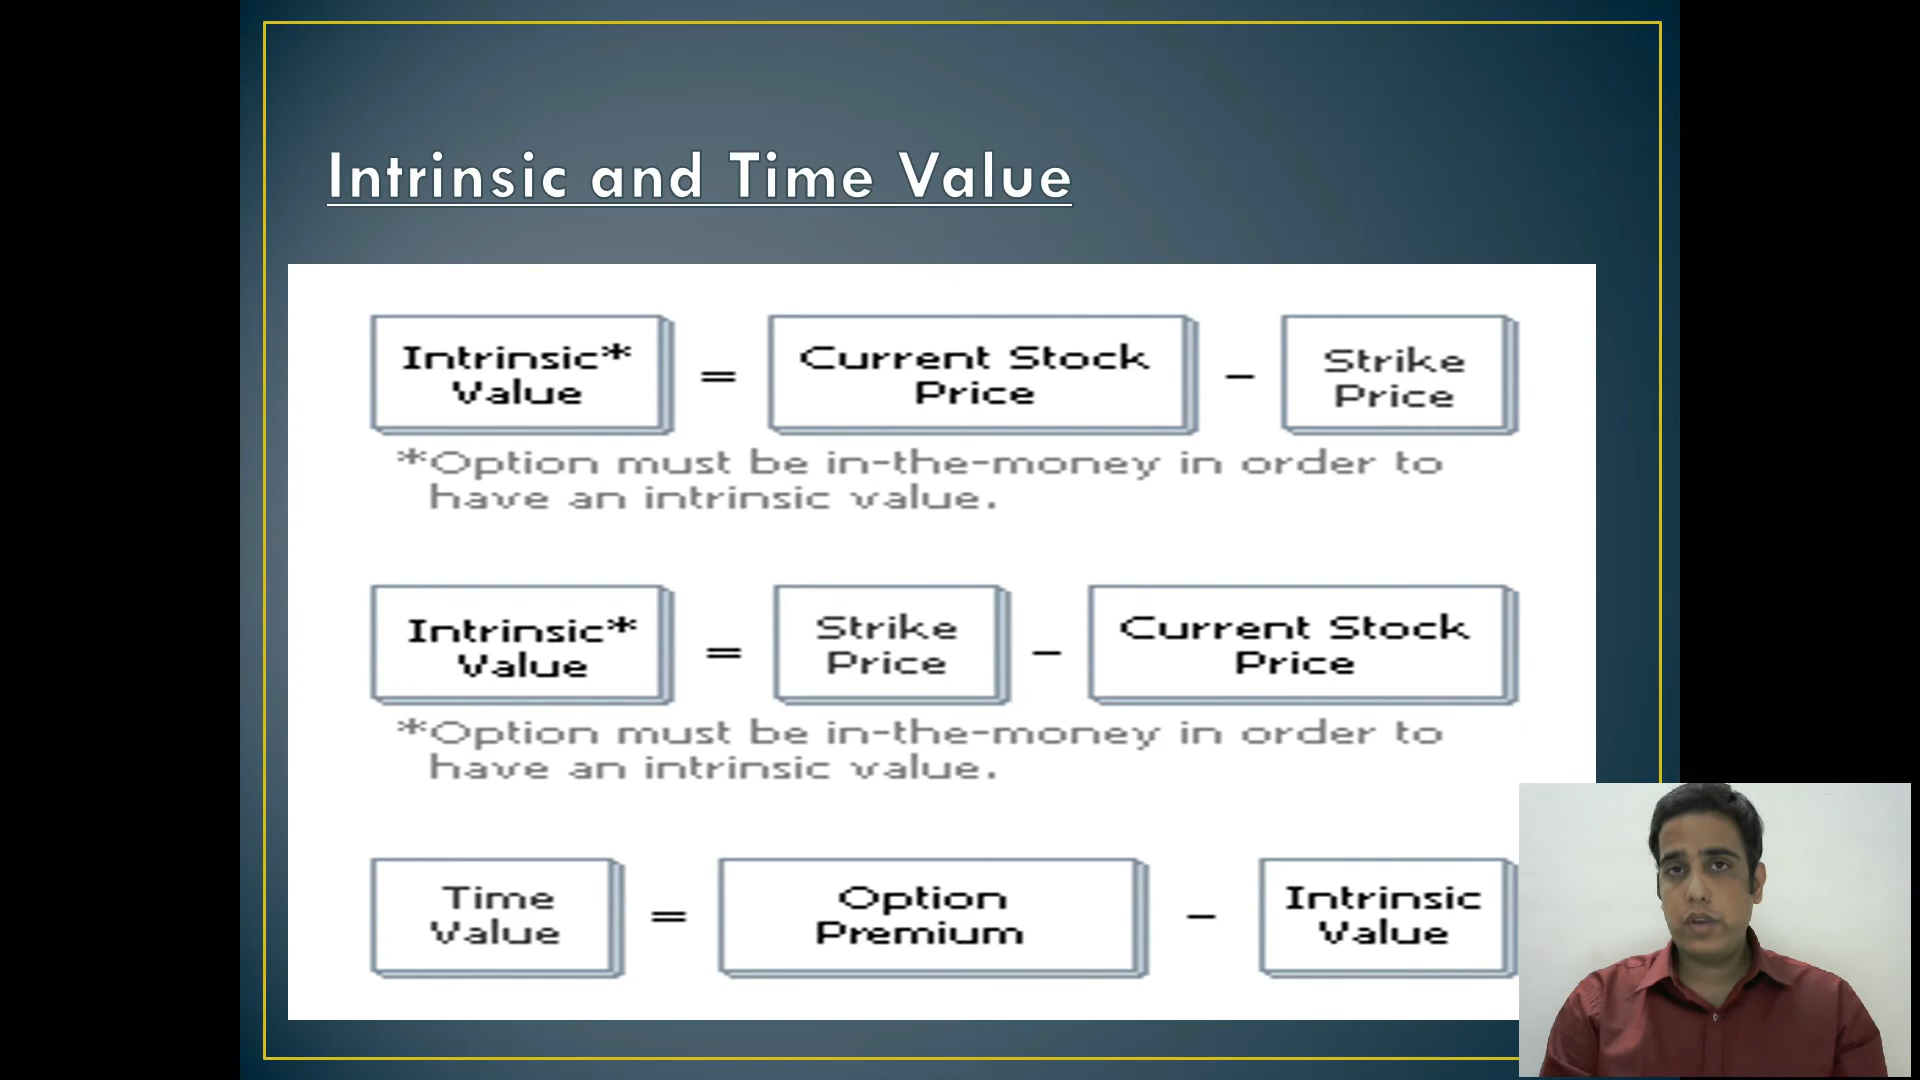 Intrinsic and Time Value
Intrinsic*
Value
=
Current Stock
Price
-
Strike
Price
*Option must be in-the-money in order to
have an intrinsic value.
Intrinsic*
Value
=
Strike
Price
-
Current Stock
Price
*Option must be in-the-money in order to
have an intrinsic value.
Time
Value
=
Option
Premium
-
Intrinsic
Value